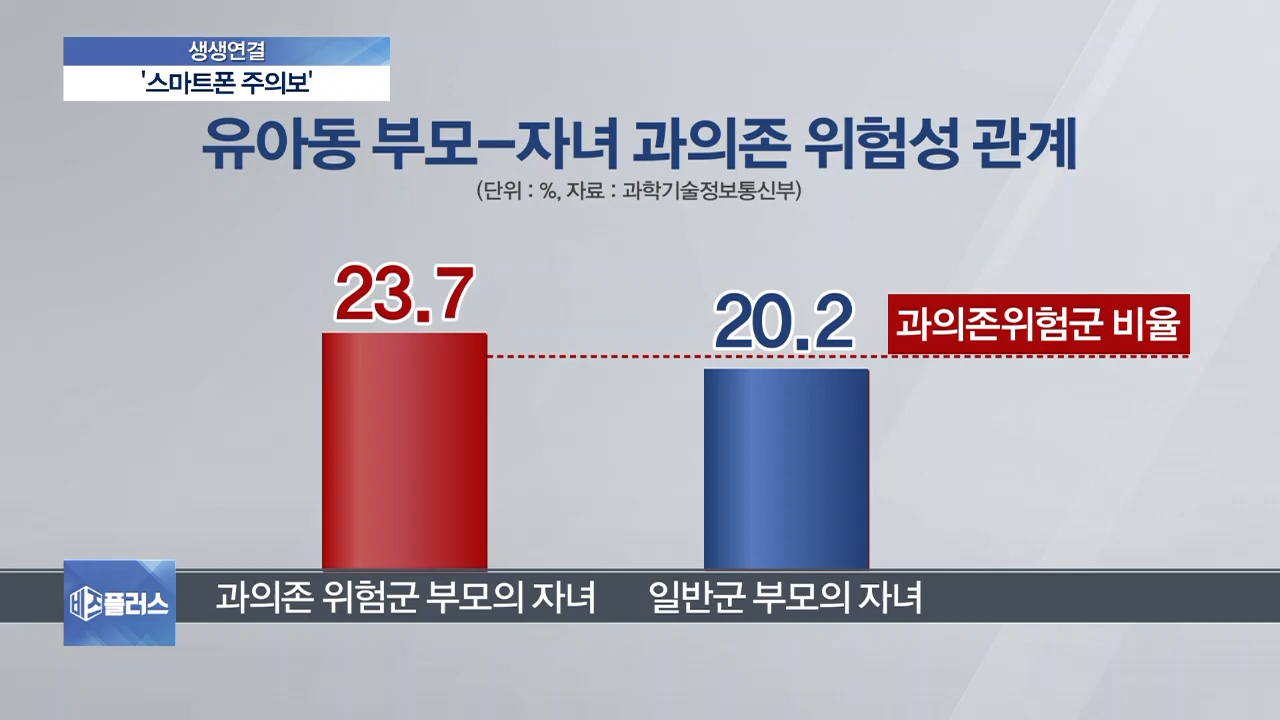 생생연결
'스마트폰 주의보'
유아동 부모-자녀 과의존 위험성 관계
(단위 : %, 자료 : 과학기술정보통신부)
23.7
20.2
과의존위험군 비율
과의존 위험군 부모의 자녀
일반군 부모의 자녀
뉴스플러스